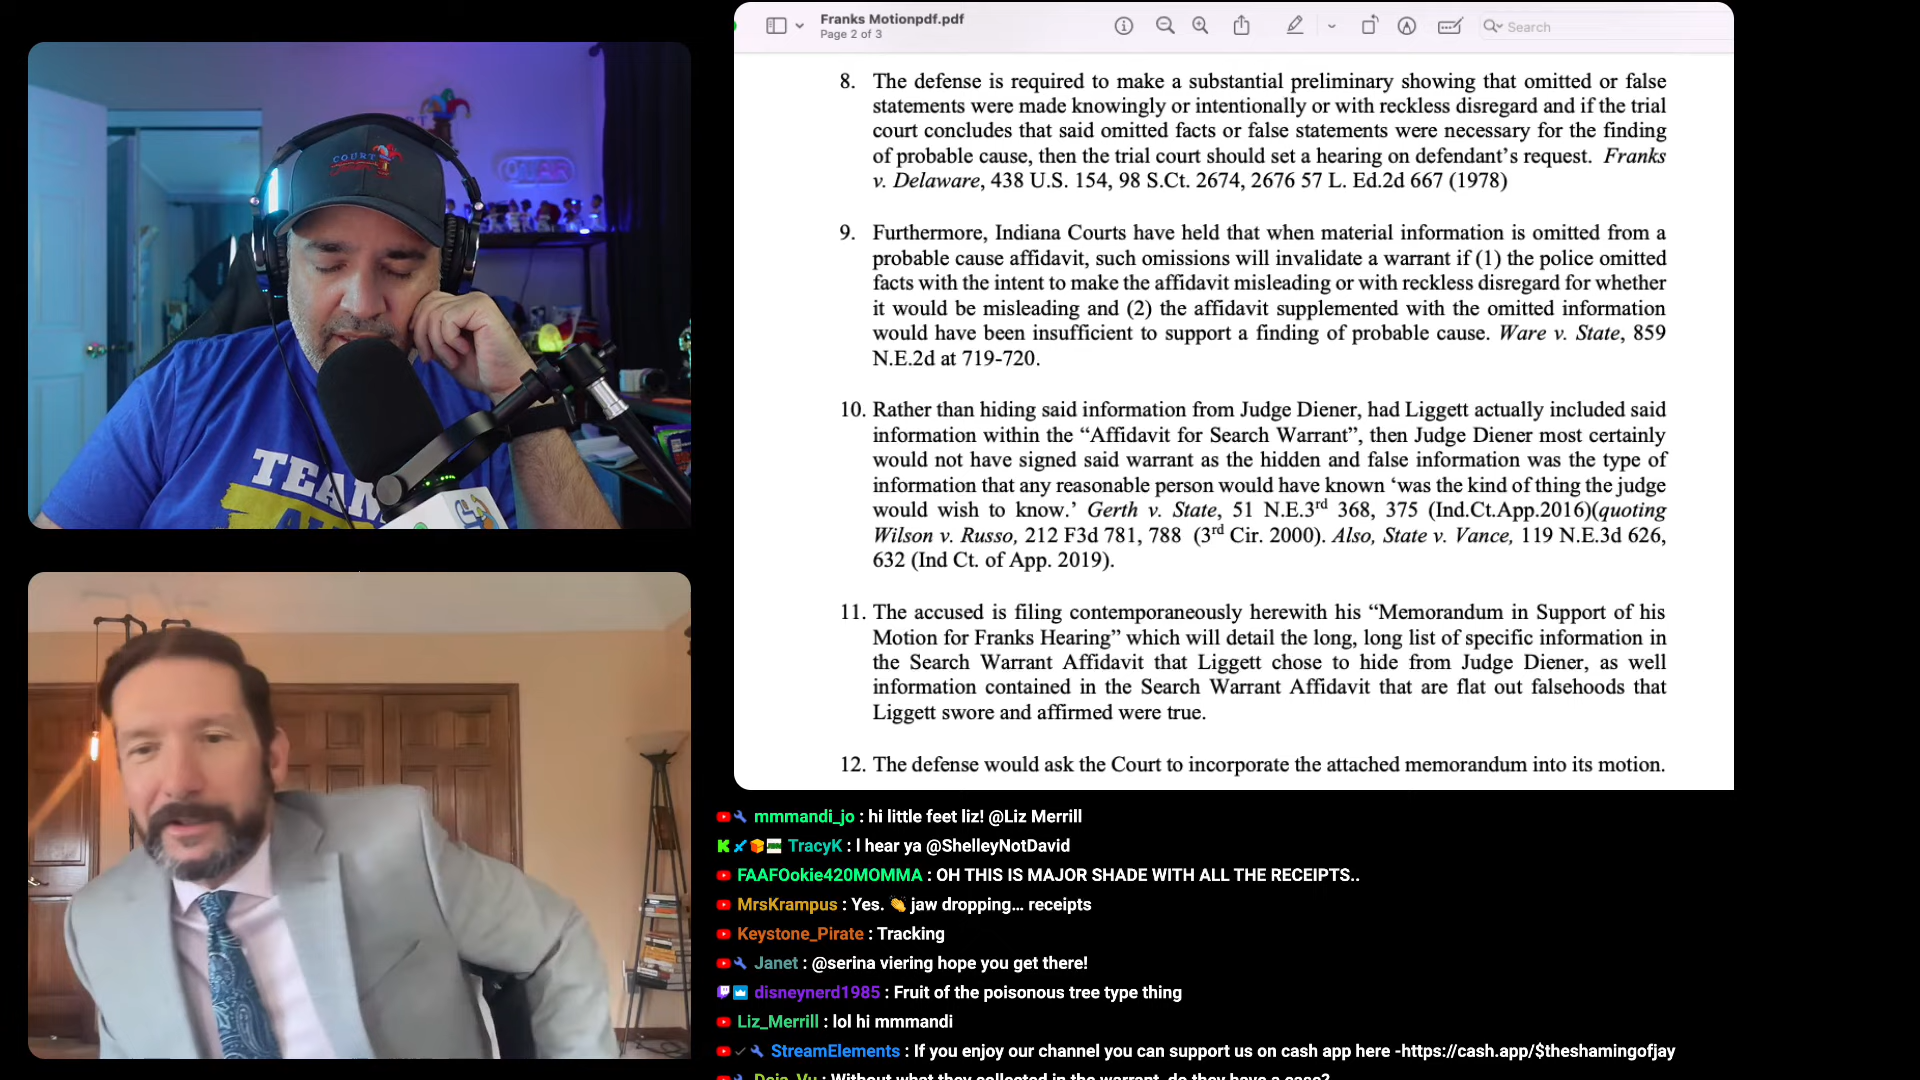 Franks Motionpdf.pdf
Page 2 of 3
Search
8. The defense is required to make a substantial preliminary showing that omitted or false
statements were made knowingly or intentionally or with reckless disregard and if the trial
court concludes that said omitted facts or false statements were necessary for the finding
of probable cause, then the trial court should set a hearing on defendant's request. Franks
v. Delaware, 438 U.S. 154, 98 S.Ct. 2674, 2676 57 L. Ed.2d 667 (1978)
9. Furthermore, Indiana Courts have held that when material information is omitted from a
probable cause affidavit, such omissions will invalidate a warrant if (1) the police omitted
facts with the intent to make the affidavit misleading or with reckless disregard for whether
it would be misleading and (2) the affidavit supplemented with the omitted information
would have been insufficient to support a finding of probable cause. Ware v. State, 859
N.E.2d at 719-720.
10. Rather than hiding said information from Judge Diener, had Liggett actually included said
information within the “Affidavit for Search Warrant”, then Judge Diener most certainly
would not have signed said warrant as the hidden and false information was the type of
information that any reasonable person would have known ‘was the kind of thing the judge
would wish to know.’ Gerth v. State, 51 N.E.3rd 368, 375 (Ind.Ct.App.2016)(quoting
Wilson v. Russo, 212 F3d 781, 788 (3rd Cir. 2000). Also, State v. Vance, 119 N.E.3d 626,
632 (Ind Ct. of App. 2019).
11. The accused is filing contemporaneously herewith his “Memorandum in Support of his
Motion for Franks Hearing” which will detail the long, long list of specific information in
the Search Warrant Affidavit that Liggett chose to hide from Judge Diener, as well
information contained in the Search Warrant Affidavit that are flat out falsehoods that
Liggett swore and affirmed were true.
12. The defense would ask the Court to incorporate the attached memorandum into its motion.
COURT
OTAR
TEAM
mmmandi_jo : hi little feet liz! @Liz Merrill
TracyK : I hear ya @ShelleyNotDavid
FAAFOokie420MOMMA : OH THIS IS MAJOR SHADE WITH ALL THE RECEIPTS..
MrsKrampus : Yes. 👏 jaw dropping... receipts
Keystone_Pirate : Tracking
Janet : @serina viering hope you get there!
disneynerd1985 : Fruit of the poisonous tree type thing
Liz_Merrill : lol hi mmmandi
StreamElements : If you enjoy our channel you can support us on cash app here -https://cash.app/$theshamingofjay
Deja_Vu : Without what they collected in the warrant, do they have a case?